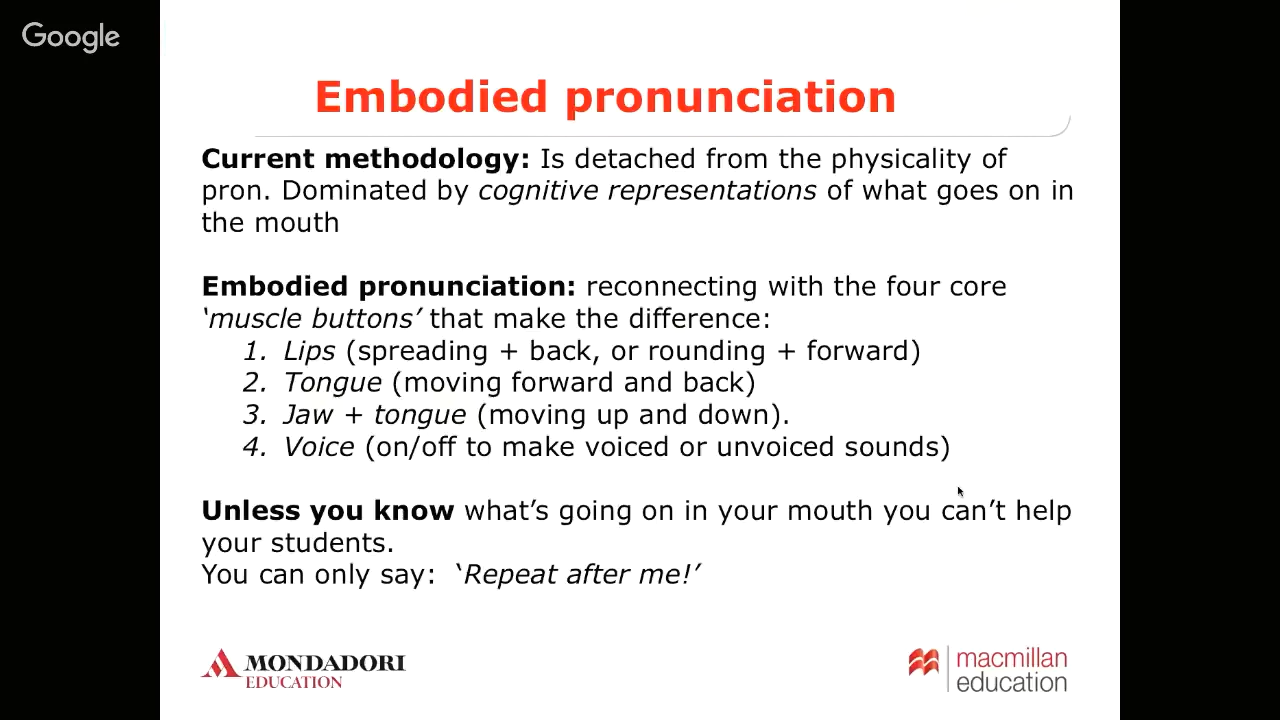 Google
Embodied pronunciation
Current methodology: Is detached from the physicality of
pron. Dominated by cognitive representations of what goes on in
the mouth
Embodied pronunciation: reconnecting with the four core
‘muscle buttons’ that make the difference:
1. Lips (spreading + back, or rounding + forward)
2. Tongue (moving forward and back)
3. Jaw + tongue (moving up and down).
4. Voice (on/off to make voiced or unvoiced sounds)
Unless you know what’s going on in your mouth you can’t help
your students.
You can only say: ‘Repeat after me!’
MONDADORI
EDUCATION
macmillan
education